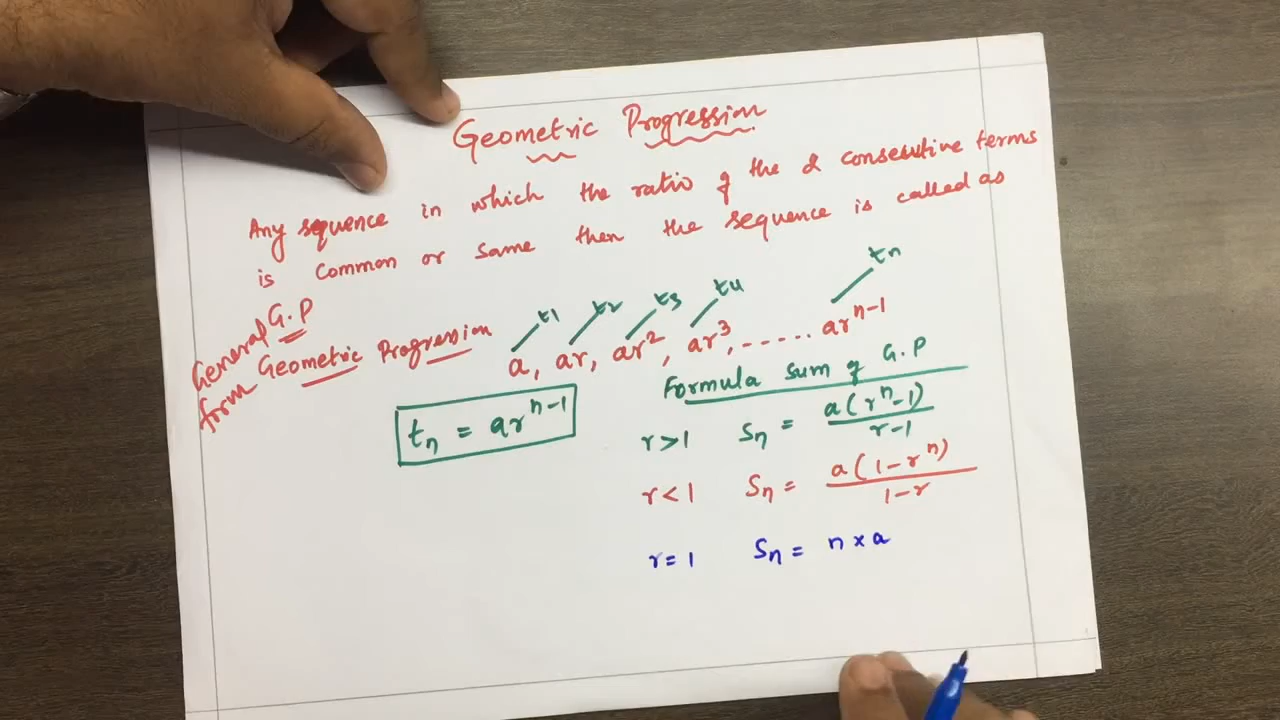 Geometric Progression
Any sequence in which the ratio of the 2 consecutive terms
is common or same then the sequence is called as
Geometric Progression
General G.P
form
t1 t2 t3 t4 tn
a, ar, ar², ar³, ------ arⁿ⁻¹
tₙ = arⁿ⁻¹
Formula sum of G.P
r > 1 Sₙ = a(rⁿ-1) / r-1
r < 1 Sₙ = a(1-rⁿ) / 1-r
r = 1 Sₙ = n × a